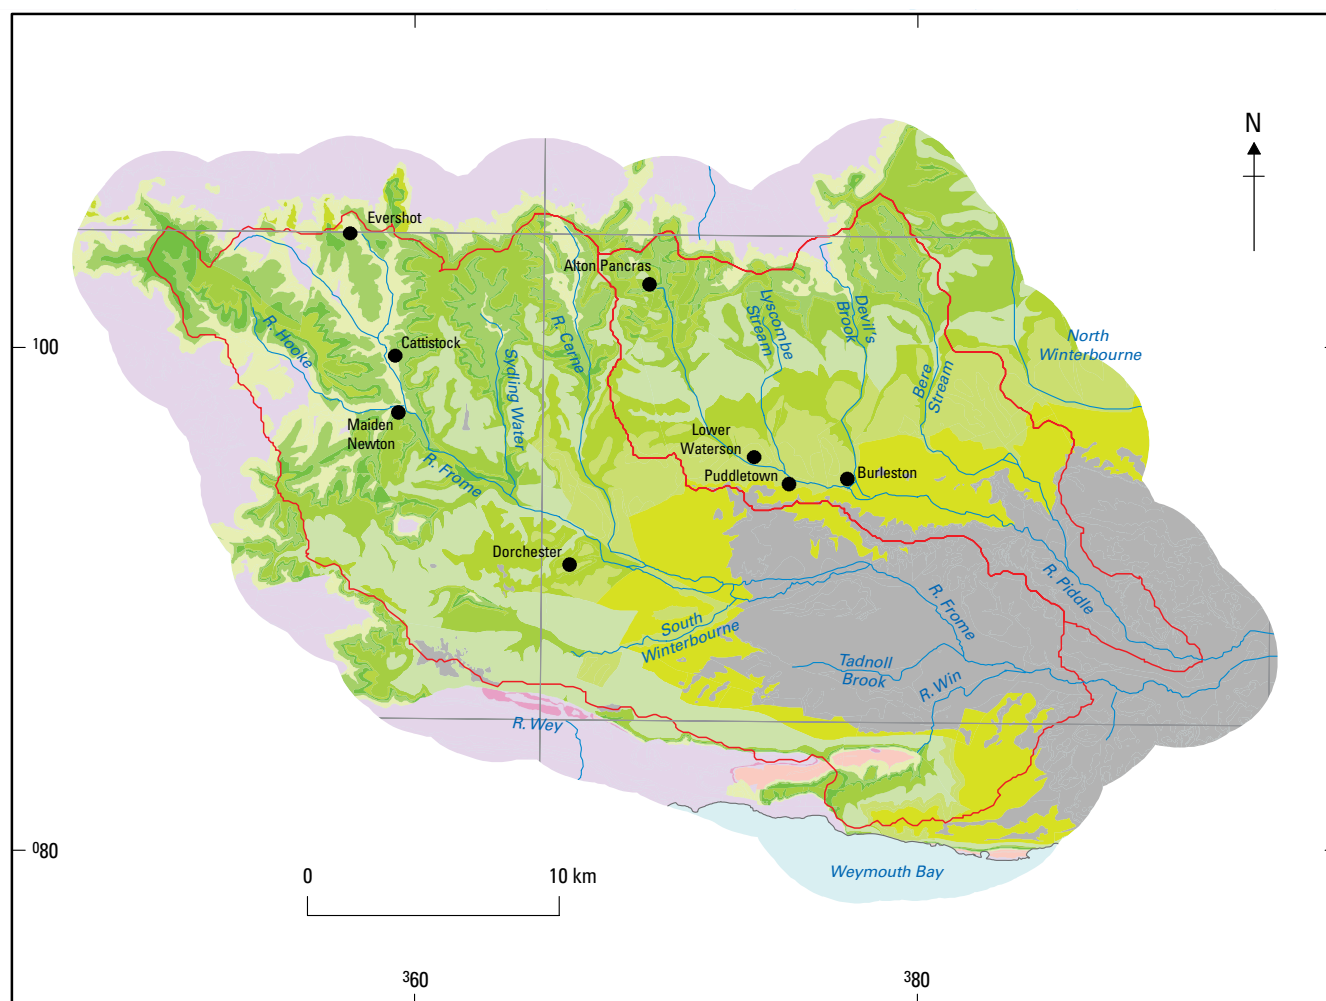 N
Evershot
Alton Pancras
Lyscombe
Stream
Devil's
Brook
R. Hooke
100
Cattistock
R. Cerne
Sydling Water
North
Winterbourne
Bere
Stream
Maiden
Newton
R. Frome
Lower
Waterson
Puddletown
Burleston
Dorchester
R. Piddle
R. Frome
South
Winterbourne
Tadnoll
Brook
R. Win
R. Wey
080
Weymouth Bay
0
10 km
360
380